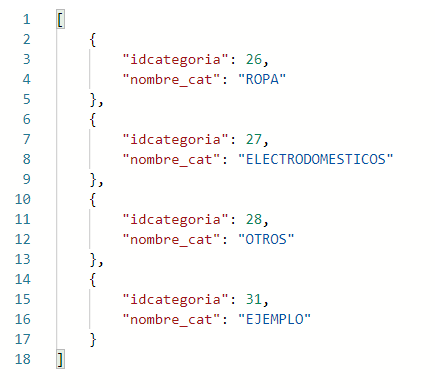 1 [
2     {
3         "idcategoria": 26,
4         "nombre_cat": "ROPA"
5     },
6     {
7         "idcategoria": 27,
8         "nombre_cat": "ELECTRODOMESTICOS"
9     },
10     {
11         "idcategoria": 28,
12         "nombre_cat": "OTROS"
13     },
14     {
15         "idcategoria": 31,
16         "nombre_cat": "EJEMPLO"
17     }
18 ]